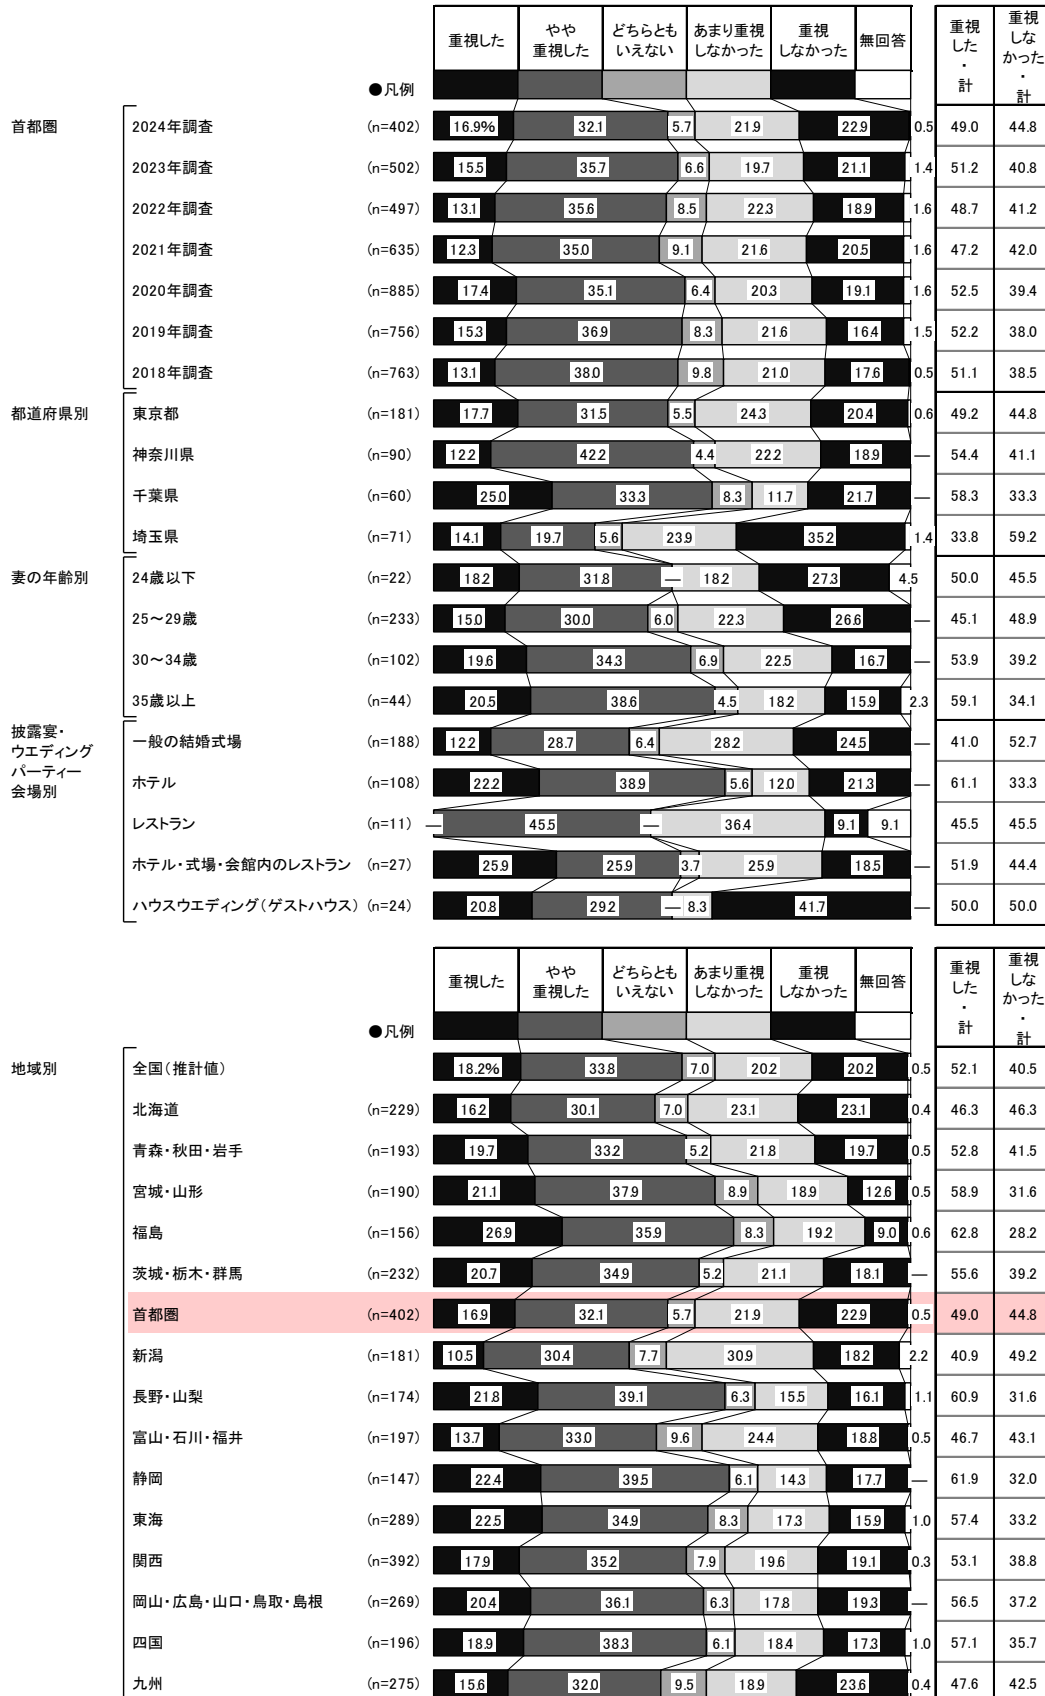 重視した やや重視した どちらともいえない あまり重視しなかった 重視しなかった 無回答 重視した・計 重視しなかった・計
●凡例
首都圏 2024年調査 (n=402) 16.9% 32.1 5.7 21.9 22.9 0.5 49.0 44.8
2023年調査 (n=502) 15.5 35.7 6.6 19.7 21.1 1.4 51.2 40.8
2022年調査 (n=497) 13.1 35.6 8.5 22.3 18.9 1.6 48.7 41.2
2021年調査 (n=635) 12.3 35.0 9.1 21.6 20.5 1.6 47.2 42.0
2020年調査 (n=885) 17.4 35.1 6.4 20.3 19.1 1.6 52.5 39.4
2019年調査 (n=756) 15.3 36.9 8.3 21.6 16.4 1.5 52.2 38.0
2018年調査 (n=763) 13.1 38.0 9.8 21.0 17.6 0.5 51.1 38.5
都道府県別 東京都 (n=181) 17.7 31.5 5.5 24.3 20.4 0.6 49.2 44.8
神奈川県 (n=90) 12.2 42.2 4.4 22.2 18.9 — 54.4 41.1
千葉県 (n=60) 25.0 33.3 8.3 11.7 21.7 — 58.3 33.3
埼玉県 (n=71) 14.1 19.7 5.6 23.9 35.2 1.4 33.8 59.2
妻の年齢別 24歳以下 (n=22) 18.2 31.8 — 18.2 27.3 4.5 50.0 45.5
25～29歳 (n=233) 15.0 30.0 6.0 22.3 26.6 — 45.1 48.9
30～34歳 (n=102) 19.6 34.3 6.9 22.5 16.7 — 53.9 39.2
35歳以上 (n=44) 20.5 38.6 4.5 18.2 15.9 2.3 59.1 34.1
披露宴・ウエディングパーティー会場別 一般の結婚式場 (n=188) 12.2 28.7 6.4 28.2 24.5 — 41.0 52.7
ホテル (n=108) 22.2 38.9 5.6 12.0 21.3 — 61.1 33.3
レストラン (n=11) — 45.5 — 36.4 9.1 9.1 45.5 45.5
ホテル・式場・会館内のレストラン (n=27) 25.9 25.9 3.7 25.9 18.5 — 51.9 44.4
ハウスウエディング(ゲストハウス) (n=24) 20.8 29.2 — 8.3 41.7 — 50.0 50.0
重視した やや重視した どちらともいえない あまり重視しなかった 重視しなかった 無回答 重視した・計 重視しなかった・計
●凡例
地域別 全国(推計値) 18.2% 33.8 7.0 20.2 20.2 0.5 52.1 40.5
北海道 (n=229) 16.2 30.1 7.0 23.1 23.1 0.4 46.3 46.3
青森・秋田・岩手 (n=193) 19.7 33.2 5.2 21.8 19.7 0.5 52.8 41.5
宮城・山形 (n=190) 21.1 37.9 8.9 18.9 12.6 0.5 58.9 31.6
福島 (n=156) 26.9 35.9 8.3 19.2 9.0 0.6 62.8 28.2
茨城・栃木・群馬 (n=232) 20.7 34.9 5.2 21.1 18.1 — 55.6 39.2
首都圏 (n=402) 16.9 32.1 5.7 21.9 22.9 0.5 49.0 44.8
新潟 (n=181) 10.5 30.4 7.7 30.9 18.2 2.2 40.9 49.2
長野・山梨 (n=174) 21.8 39.1 6.3 15.5 16.1 1.1 60.9 31.6
富山・石川・福井 (n=197) 13.7 33.0 9.6 24.4 18.8 0.5 46.7 43.1
静岡 (n=147) 22.4 39.5 6.1 14.3 17.7 — 61.9 32.0
東海 (n=289) 22.5 34.9 8.3 17.3 15.9 1.0 57.4 33.2
関西 (n=392) 17.9 35.2 7.9 19.6 19.1 0.3 53.1 38.8
岡山・広島・山口・鳥取・島根 (n=269) 20.4 36.1 6.3 17.8 19.3 — 56.5 37.2
四国 (n=196) 18.9 38.3 6.1 18.4 17.3 1.0 57.1 35.7
九州 (n=275) 15.6 32.0 9.5 18.9 23.6 0.4 47.6 42.5